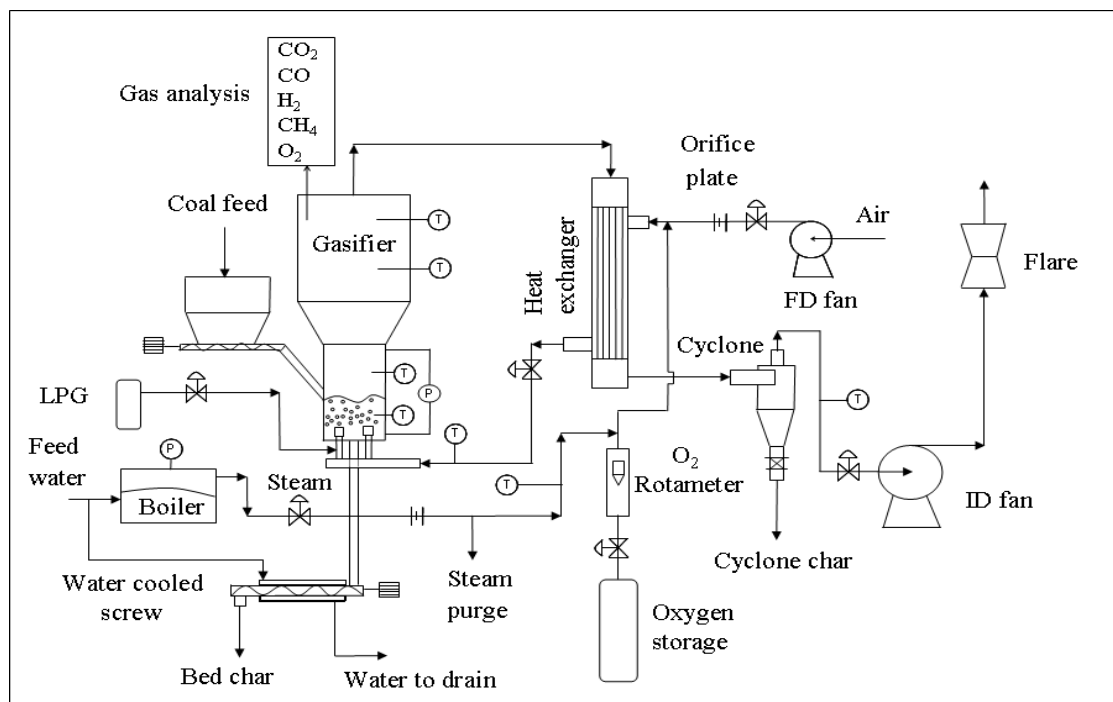 CO₂
CO
H₂
CH₄
O₂
Gas analysis
Coal feed
Gasifier
T
T
Orifice
plate
Air
FD fan
Flare
Heat
exchanger
Cyclone
T
P
T
T
LPG
T
Feed
water
P
Boiler
Steam
T
O₂
Rotameter
ID fan
Cyclone char
Water cooled
screw
Steam
purge
Oxygen
storage
Bed char
Water to drain